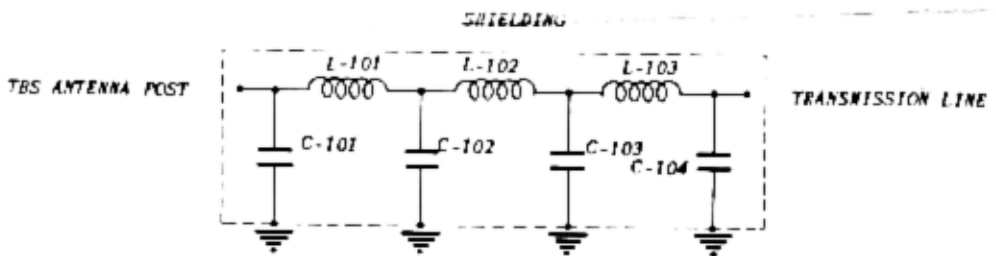 SHIELDING
L-101 L-102 L-103
TBS ANTENNA POST TRANSMISSION LINE
C-101 C-102 C-103
C-104